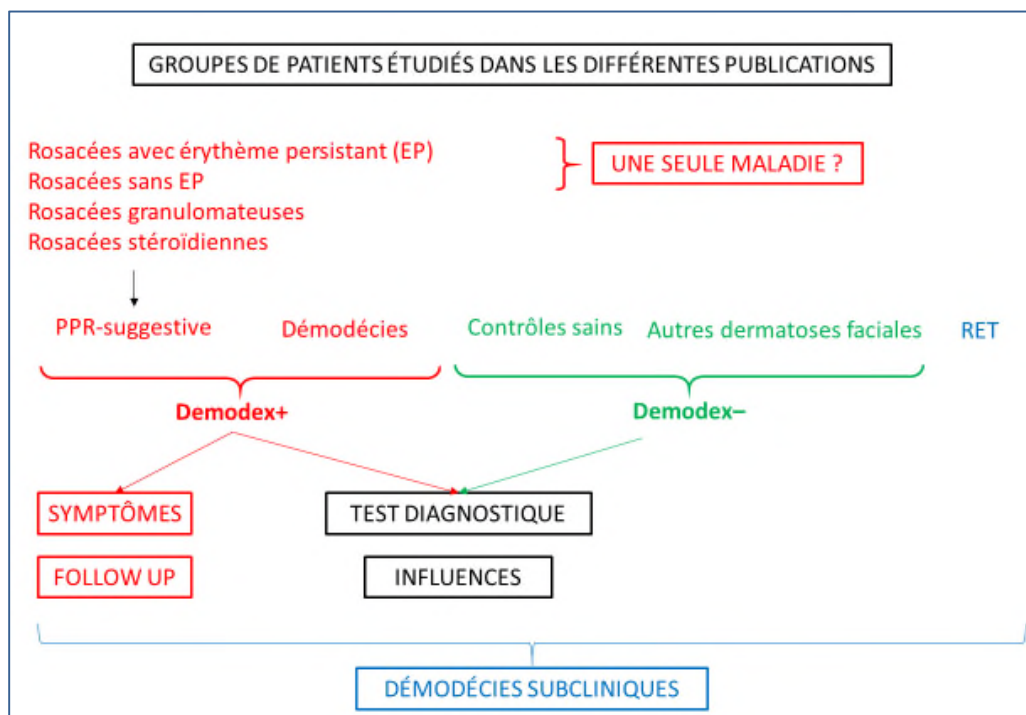 GROUPES DE PATIENTS ÉTUDIÉS DANS LES DIFFÉRENTES PUBLICATIONS
Rosacées avec érythème persistant (EP)
Rosacées sans EP
UNE SEULE MALADIE ?
Rosacées granulomateuses
Rosacées stéroïdiennes
PPR-suggestive
Démodécies
Contrôles sains
Autres dermatoses faciales
RET
Demodex+
Demodex–
SYMPTÔMES
TEST DIAGNOSTIQUE
FOLLOW UP
INFLUENCES
DÉMODÉCIES SUBCLINIQUES